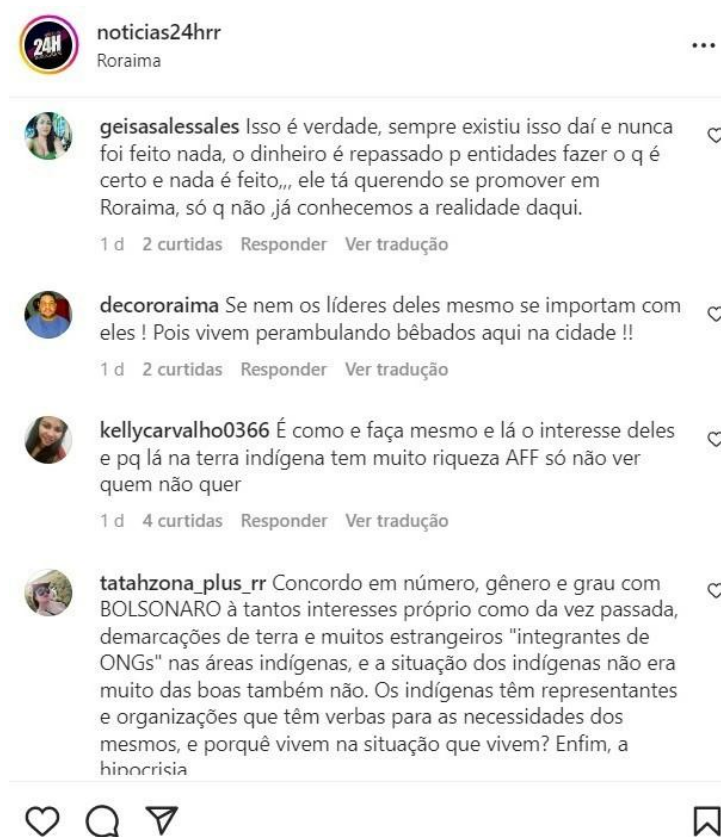 24H
noticias24hrr
Roraima
geisasalessales Isso é verdade, sempre existiu isso daí e nunca
foi feito nada, o dinheiro é repassado p entidades fazer o q é
certo e nada é feito,,, ele tá querendo se promover em
Roraima, só q não ,já conhecemos a realidade daqui.
1 d 2 curtidas Responder Ver tradução
decororaima Se nem os líderes deles mesmo se importam com
eles ! Pois vivem perambulando bêbados aqui na cidade !!
1 d 2 curtidas Responder Ver tradução
kellycarvalho0366 É como e faça mesmo e lá o interesse deles
e pq lá na terra indígena tem muito riqueza AFF só não ver
quem não quer
1 d 4 curtidas Responder Ver tradução
tatahzona_plus_rr Concordo em número, gênero e grau com
BOLSONARO à tantos interesses próprio como da vez passada,
demarcações de terra e muitos estrangeiros "integrantes de
ONGs" nas áreas indígenas, e a situação dos indígenas não era
muito das boas também não. Os indígenas têm representantes
e organizações que têm verbas para as necessidades dos
mesmos, e porquê vivem na situação que vivem? Enfim, a
hipocrisia